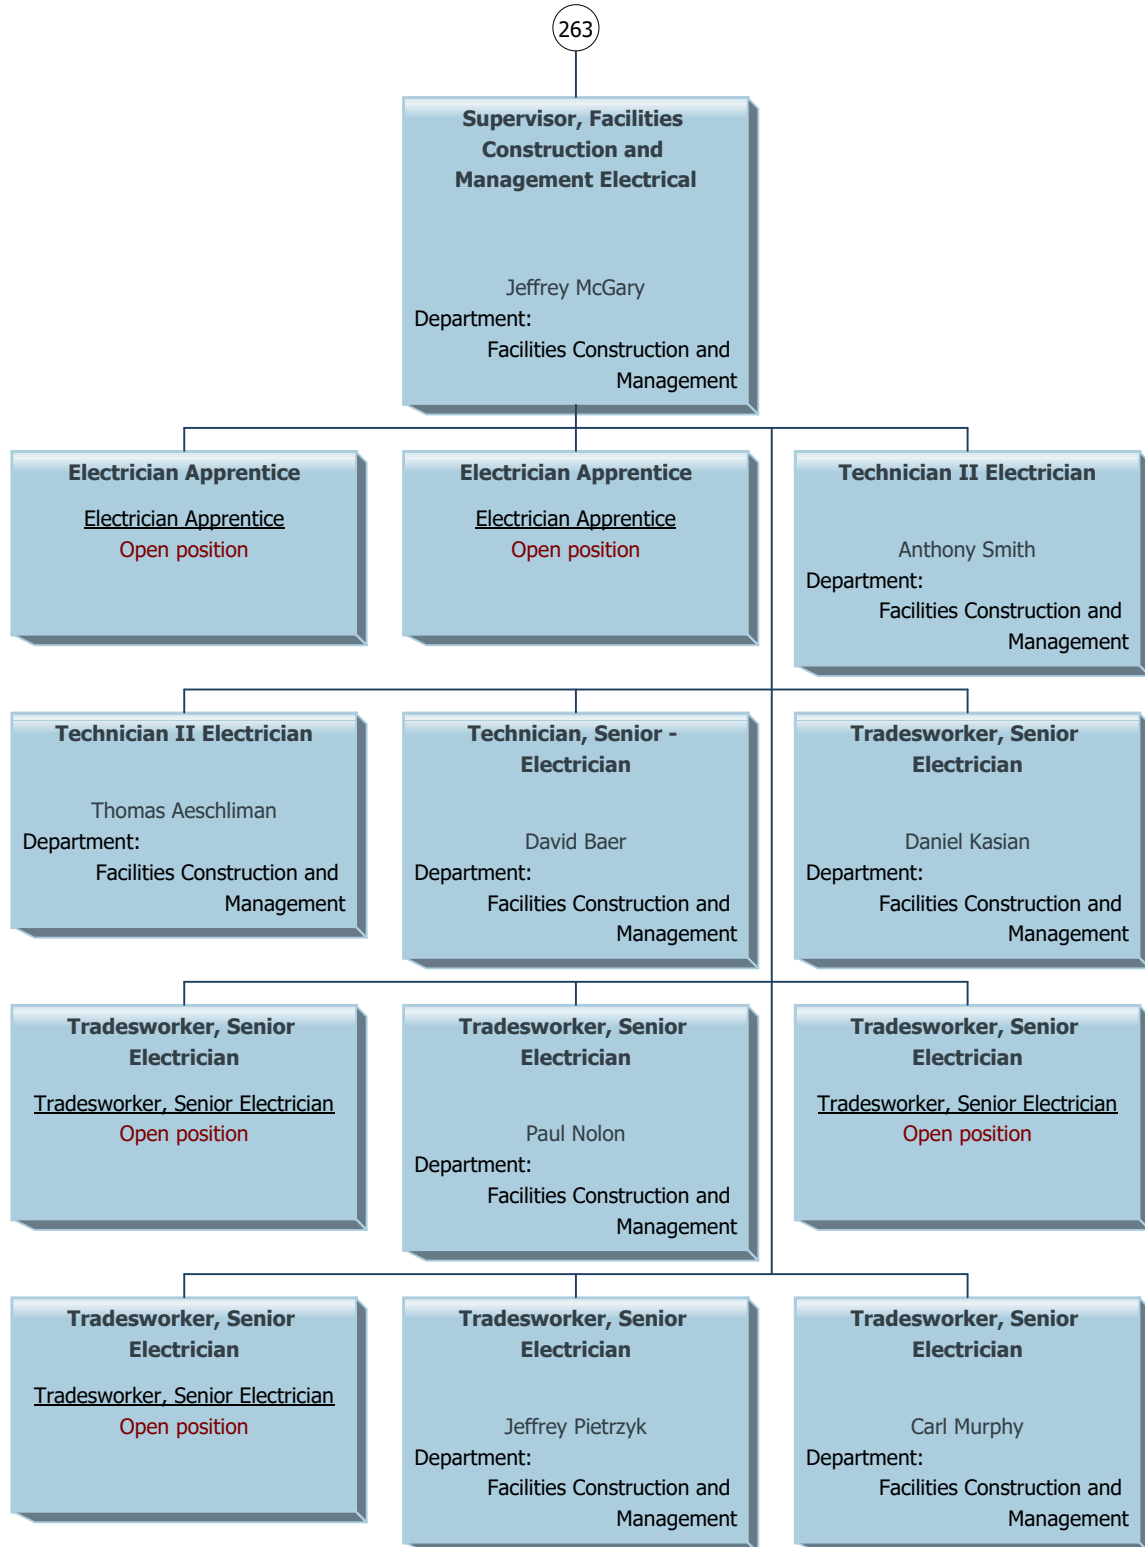 263
Supervisor, Facilities
Construction and
Management Electrical
Jeffrey McGary
Department:
Facilities Construction and
Management
Electrician Apprentice
Electrician Apprentice
Open position
Electrician Apprentice
Electrician Apprentice
Open position
Technician II Electrician
Anthony Smith
Department:
Facilities Construction and
Management
Technician II Electrician
Thomas Aeschliman
Department:
Facilities Construction and
Management
Technician, Senior -
Electrician
David Baer
Department:
Facilities Construction and
Management
Tradesworker, Senior
Electrician
Daniel Kasian
Department:
Facilities Construction and
Management
Tradesworker, Senior
Electrician
Tradesworker, Senior Electrician
Open position
Tradesworker, Senior
Electrician
Paul Nolon
Department:
Facilities Construction and
Management
Tradesworker, Senior
Electrician
Tradesworker, Senior Electrician
Open position
Tradesworker, Senior
Electrician
Tradesworker, Senior Electrician
Open position
Tradesworker, Senior
Electrician
Jeffrey Pietrzyk
Department:
Facilities Construction and
Management
Tradesworker, Senior
Electrician
Carl Murphy
Department:
Facilities Construction and
Management